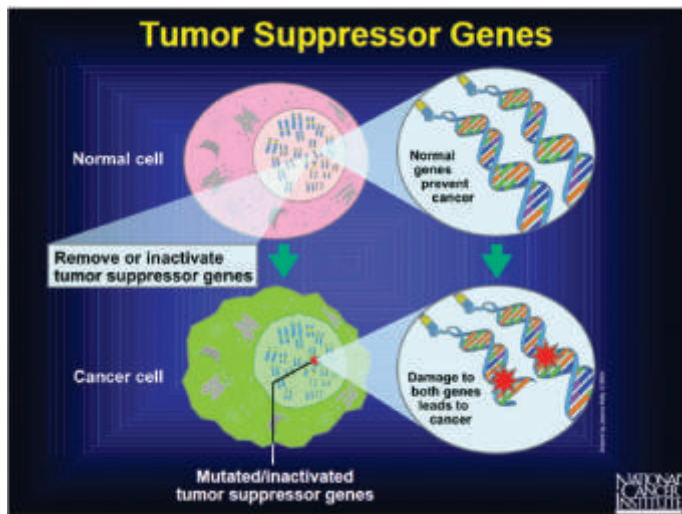 Tumor Suppressor Genes
Normal cell
Normal
genes
prevent
cancer
Remove or inactivate
tumor suppressor genes
Cancer cell
Damage to
both genes
leads to
cancer
Mutated/inactivated
tumor suppressor genes
NATIONAL
CANCER
INSTITUTE